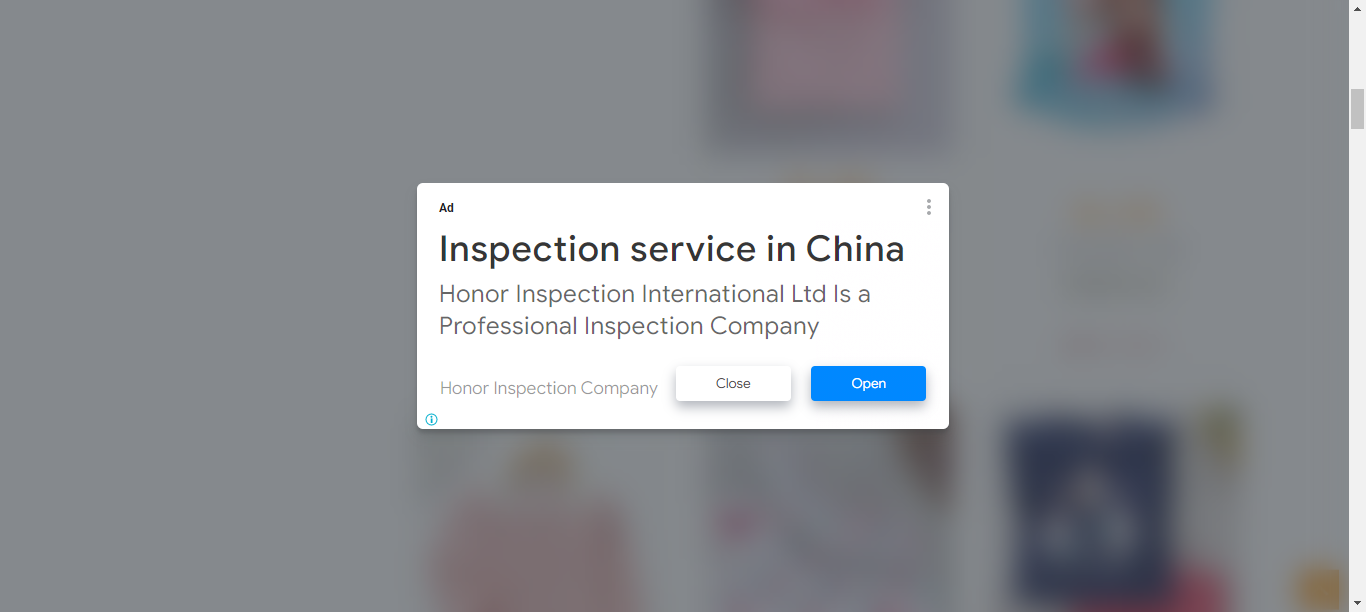 Ad
Inspection service in China
Honor Inspection International Ltd Is a
Professional Inspection Company
Honor Inspection Company
Close
Open